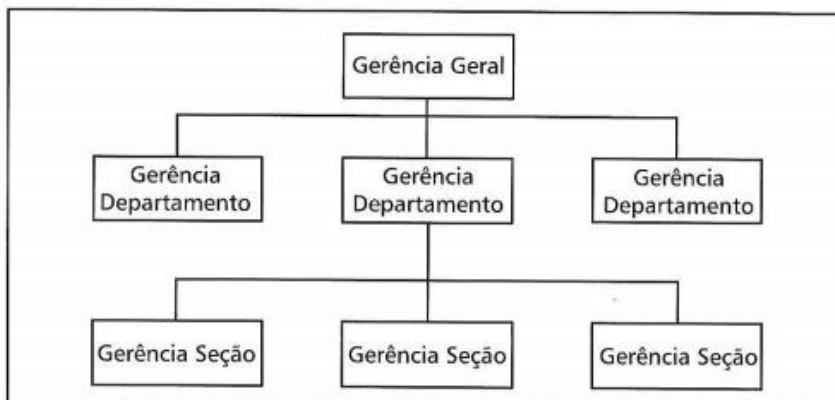 Gerência Geral
Gerência
Departamento
Gerência
Departamento
Gerência
Departamento
Gerência Seção
Gerência Seção
Gerência Seção